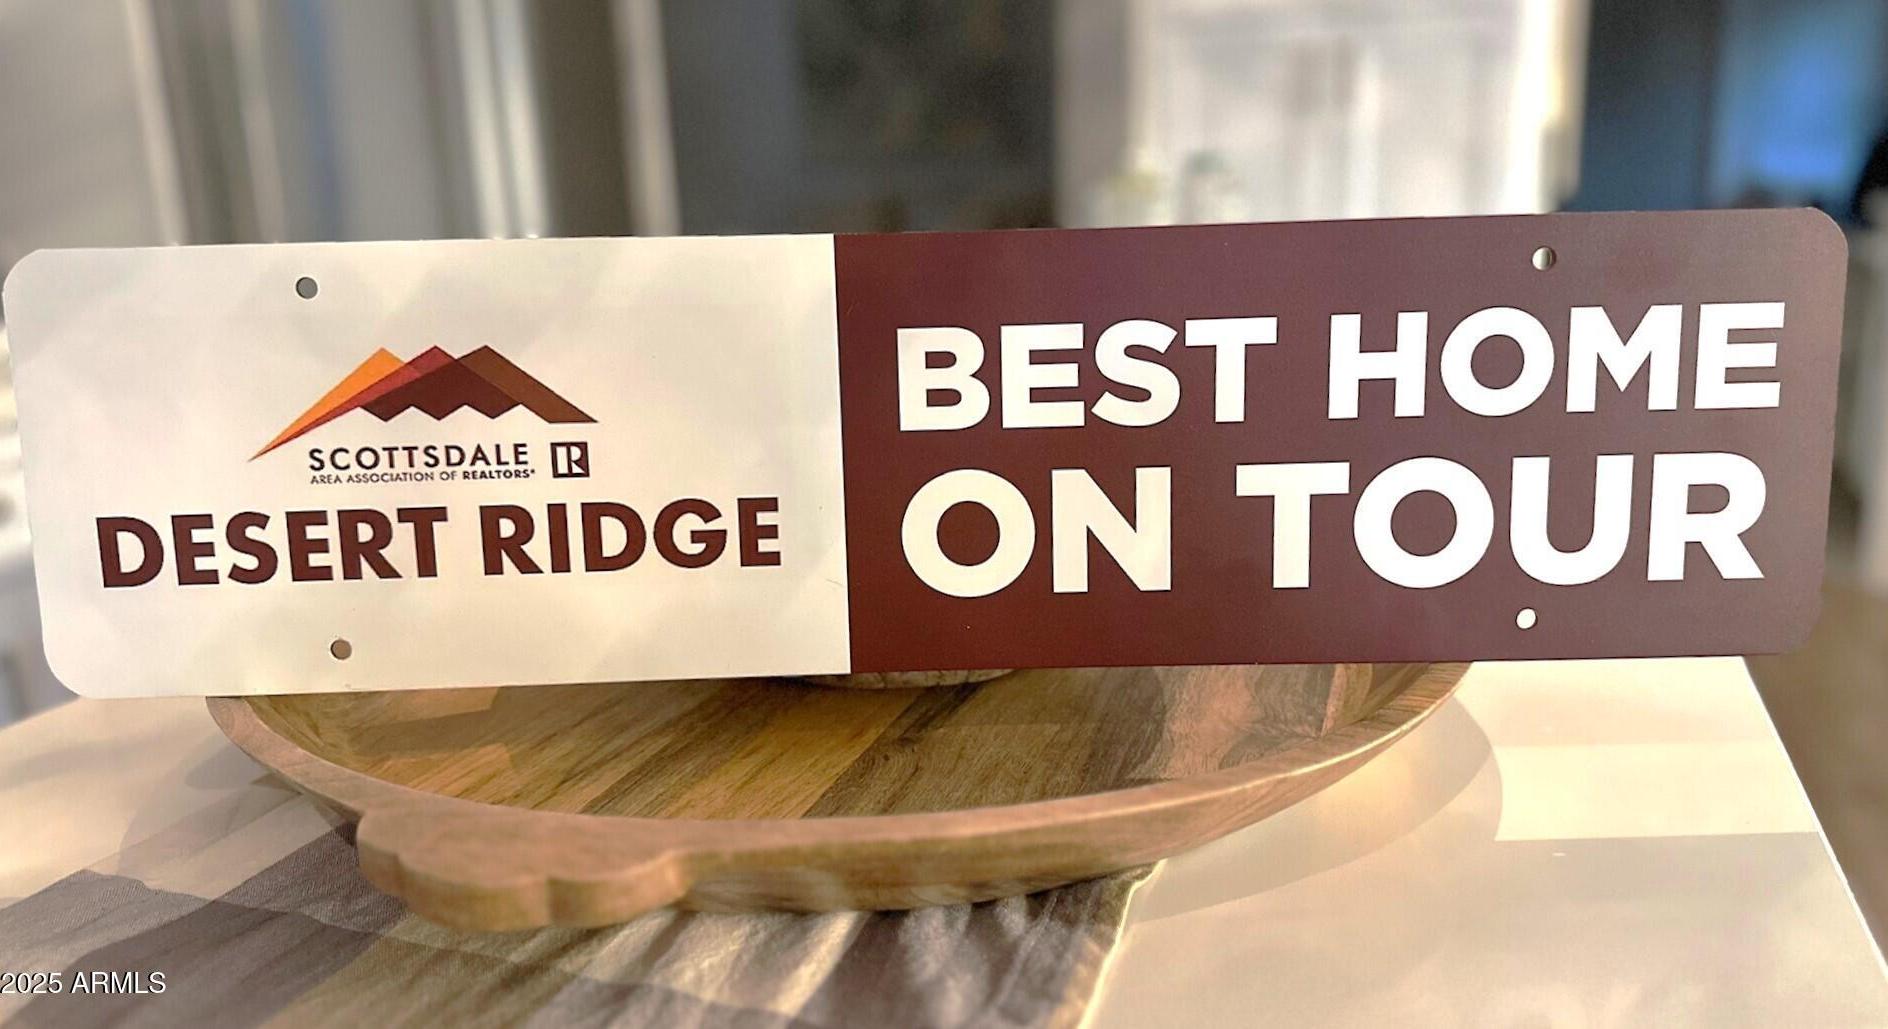 SCOTTSDALE
AREA ASSOCIATION OF REALTORS®
R
DESERT RIDGE
BEST HOME
ON TOUR
2025 ARMLS